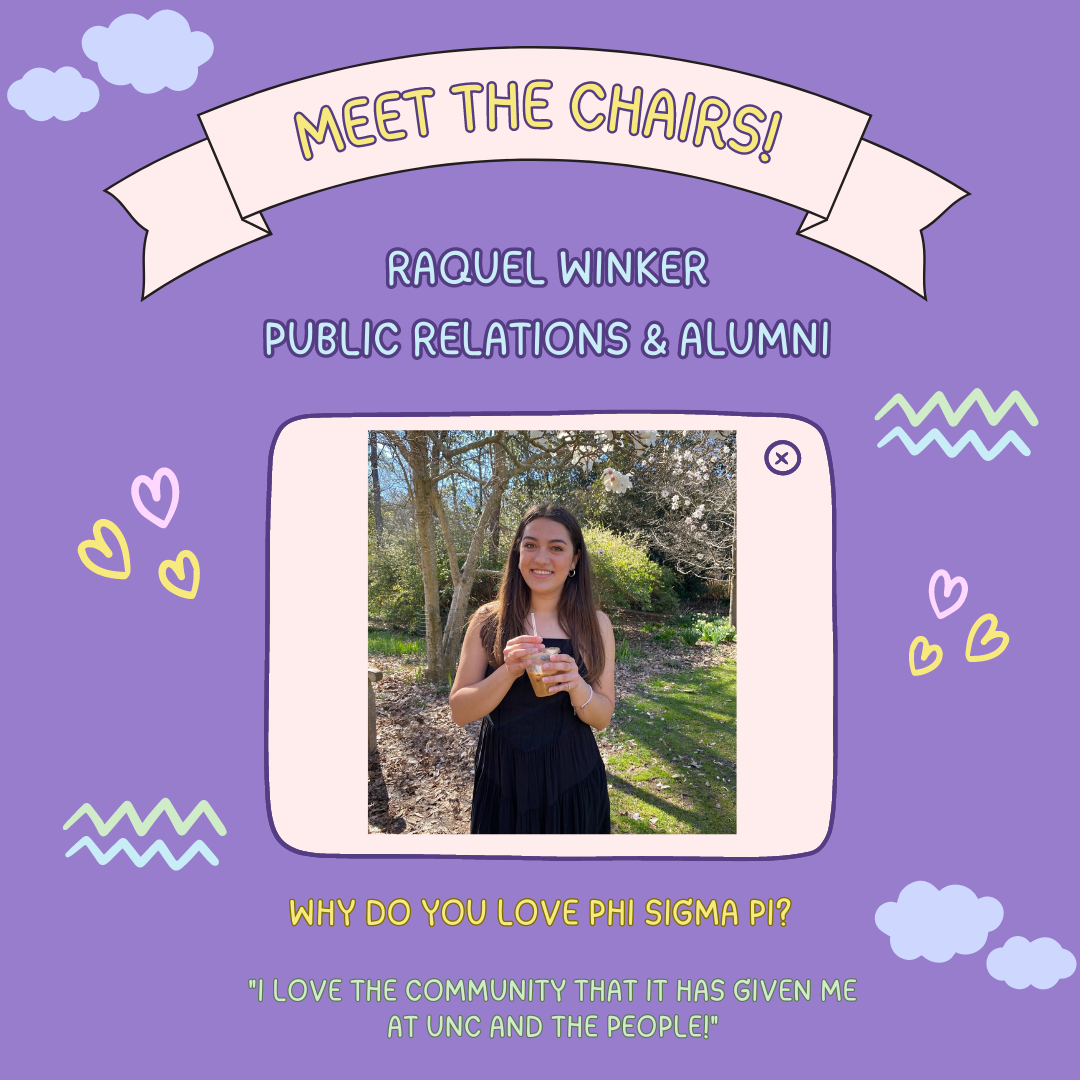 MEET THE CHAIRS!
RAQUEL WINKER
PUBLIC RELATIONS & ALUMNI
WHY DO YOU LOVE PHI SIGMA PI?
"I LOVE THE COMMUNITY THAT IT HAS GIVEN ME
AT UNC AND THE PEOPLE!"